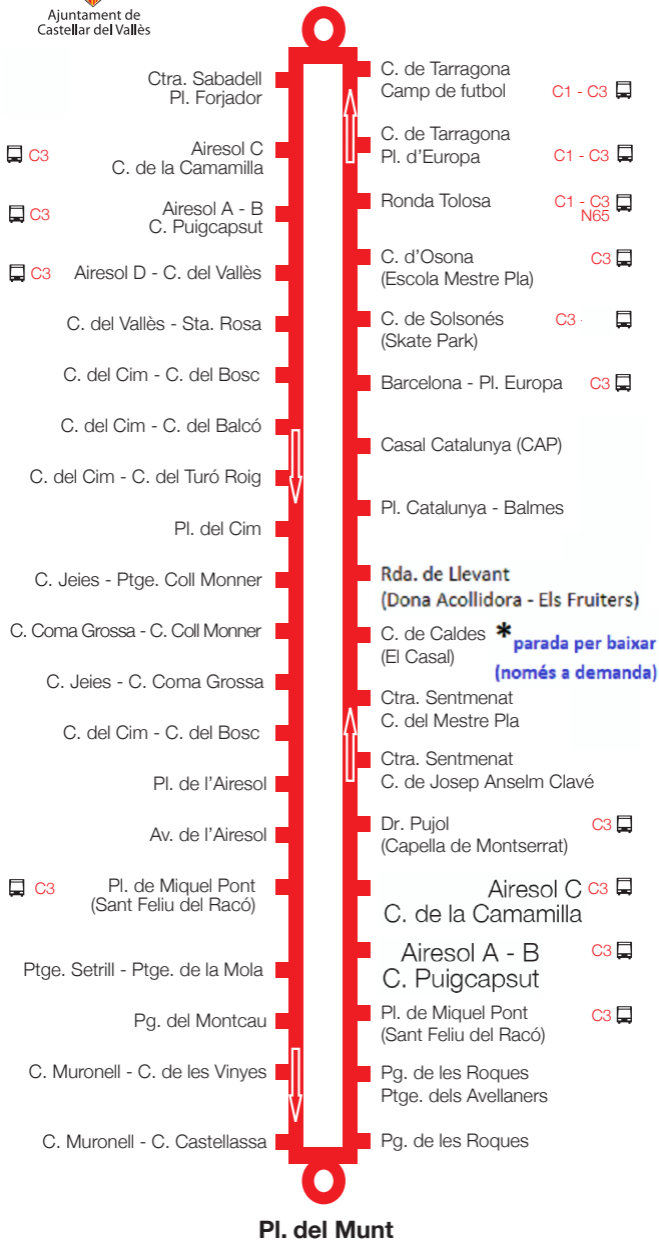 Ajuntament de
Castellar del Vallès
Ctra. Sabadell
Pl. Forjador
C3 Airesol C
C. de la Camamilla
C3 Airesol A - B
C. Puigcapsut
C3 Airesol D - C. del Vallès
C. del Vallès - Sta. Rosa
C. del Cim - C. del Bosc
C. del Cim - C. del Balcó
C. del Cim - C. del Turó Roig
Pl. del Cim
C. Jeies - Ptge. Coll Monner
C. Coma Grossa - C. Coll Monner
C. Jeies - C. Coma Grossa
C. del Cim - C. del Bosc
Pl. de l'Airesol
Av. de l'Airesol
C3 Pl. de Miquel Pont
(Sant Feliu del Racó)
Ptge. Setrill - Ptge. de la Mola
Pg. del Montcau
C. Muronell - C. de les Vinyes
C. Muronell - C. Castellassa
C. de Tarragona
Camp de futbol C1 - C3
C. de Tarragona
Pl. d'Europa C1 - C3
Ronda Tolosa C1 - C3
N65
C. d'Osona C3
(Escola Mestre Pla)
C. de Solsonés C3
(Skate Park)
Barcelona - Pl. Europa C3
Casal Catalunya (CAP)
Pl. Catalunya - Balmes
Rda. de Llevant
(Dona Acollidora - Els Fruiters)
C. de Caldes * parada per baixar
(El Casal) (només a demanda)
Ctra. Sentmenat
C. del Mestre Pla
Ctra. Sentmenat
C. de Josep Anselm Clavé
Dr. Pujol C3
(Capella de Montserrat)
Airesol C C3
C. de la Camamilla
Airesol A - B C3
C. Puigcapsut
Pl. de Miquel Pont C3
(Sant Feliu del Racó)
Pg. de les Roques
Ptge. dels Avellaners
Pg. de les Roques
Pl. del Munt